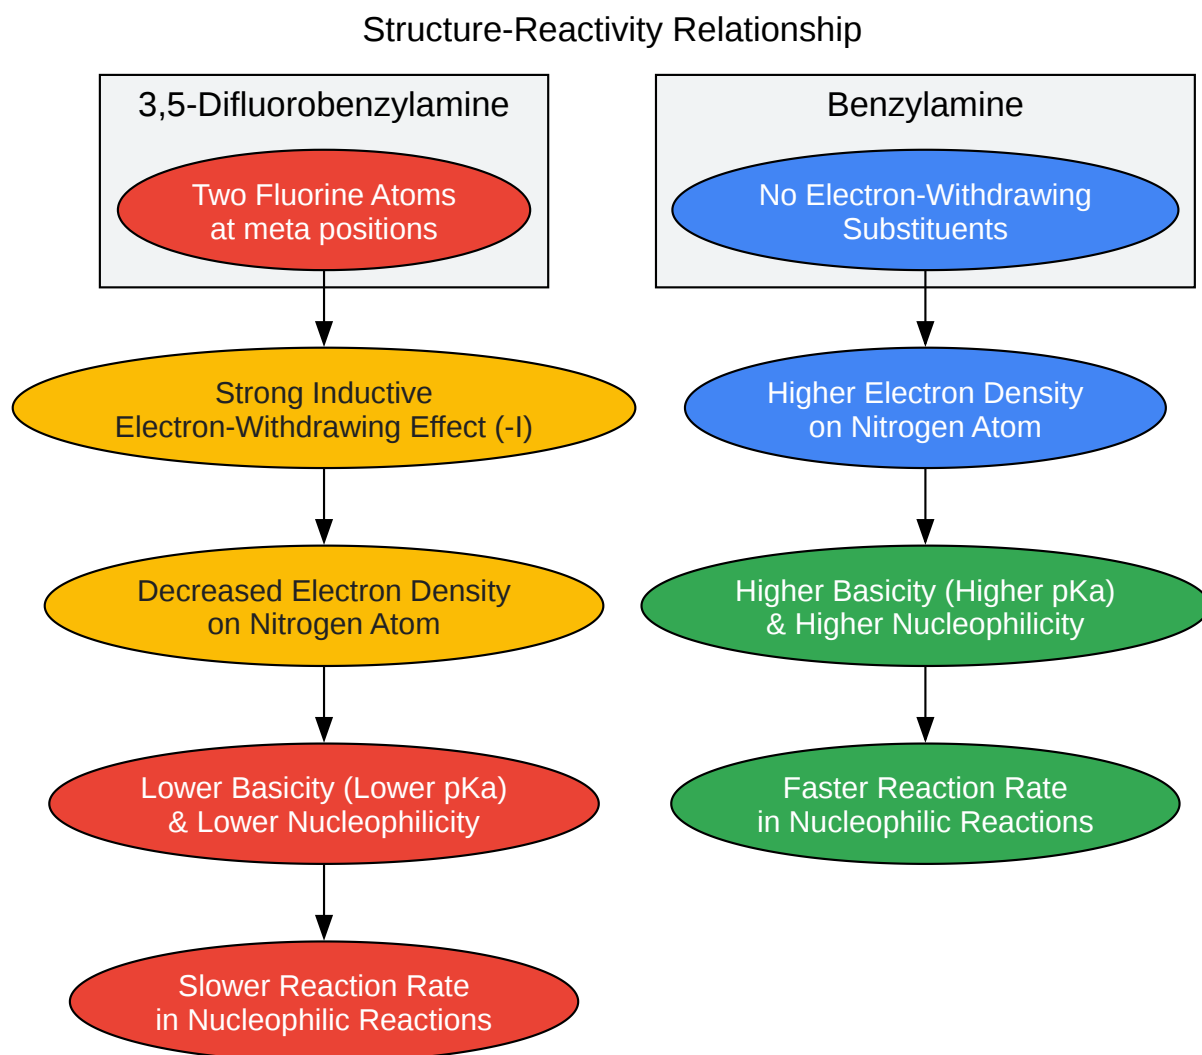 Structure-Reactivity Relationship
3,5-Difluorobenzylamine
Two Fluorine Atoms
at meta positions
Strong Inductive
Electron-Withdrawing Effect (-I)
Decreased Electron Density
on Nitrogen Atom
Lower Basicity (Lower pKa)
& Lower Nucleophilicity
Slower Reaction Rate
in Nucleophilic Reactions
Benzylamine
No Electron-Withdrawing
Substituents
Higher Electron Density
on Nitrogen Atom
Higher Basicity (Higher pKa)
& Higher Nucleophilicity
Faster Reaction Rate
in Nucleophilic Reactions